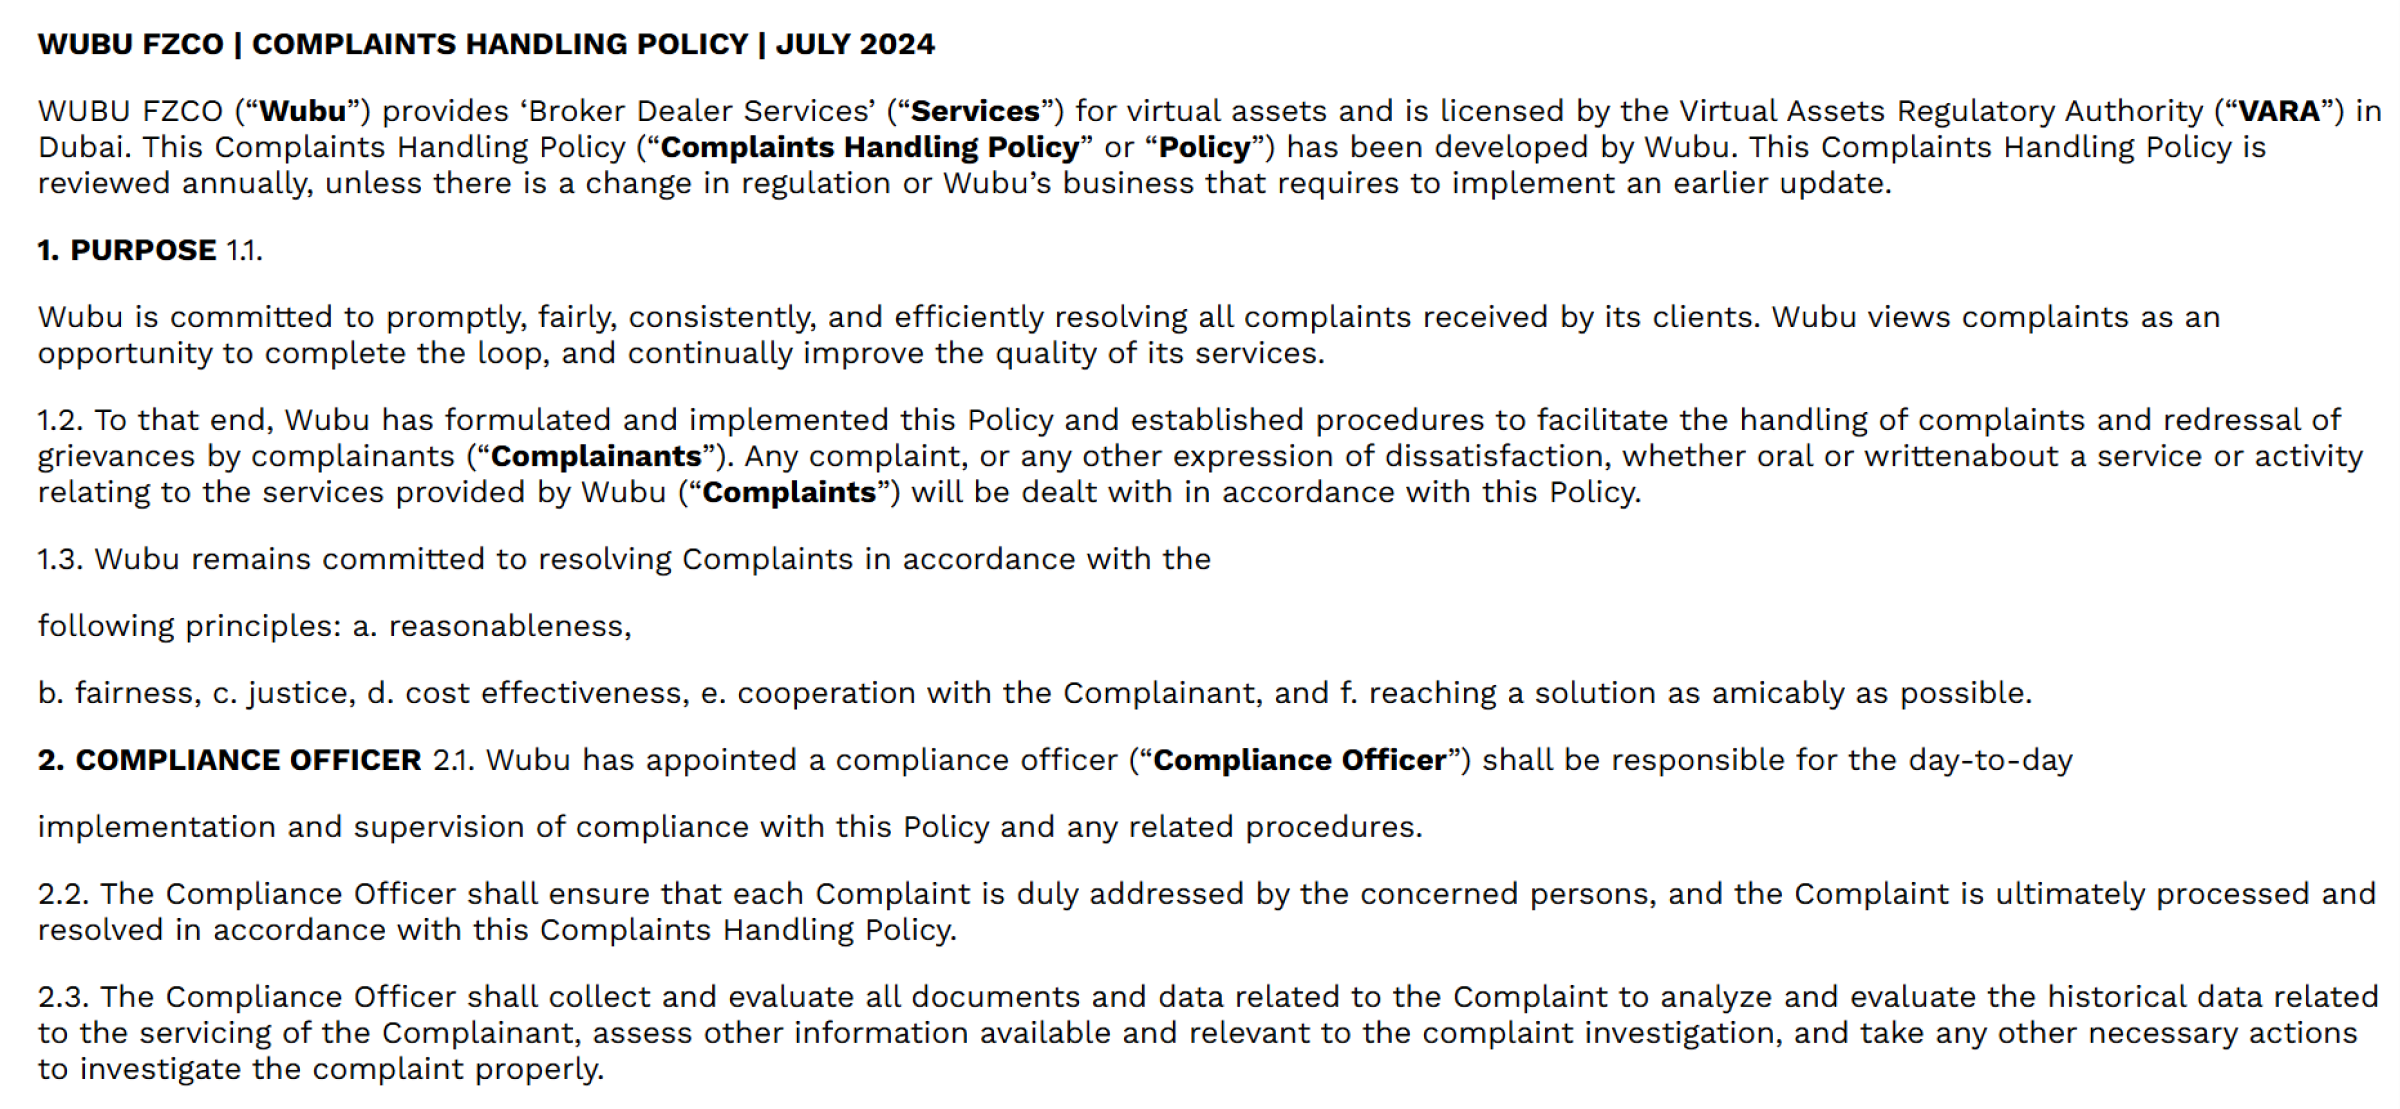 WUBU FZCO | COMPLAINTS HANDLING POLICY | JULY 2024
WUBU FZCO (“Wubu”) provides ‘Broker Dealer Services’ (“Services”) for virtual assets and is licensed by the Virtual Assets Regulatory Authority (“VARA”) in
Dubai. This Complaints Handling Policy (“Complaints Handling Policy” or “Policy”) has been developed by Wubu. This Complaints Handling Policy is
reviewed annually, unless there is a change in regulation or Wubu’s business that requires to implement an earlier update.
1. PURPOSE 1.1.
Wubu is committed to promptly, fairly, consistently, and efficiently resolving all complaints received by its clients. Wubu views complaints as an
opportunity to complete the loop, and continually improve the quality of its services.
1.2. To that end, Wubu has formulated and implemented this Policy and established procedures to facilitate the handling of complaints and redressal of
grievances by complainants (“Complainants”). Any complaint, or any other expression of dissatisfaction, whether oral or writtenabout a service or activity
relating to the services provided by Wubu (“Complaints”) will be dealt with in accordance with this Policy.
1.3. Wubu remains committed to resolving Complaints in accordance with the
following principles: a. reasonableness,
b. fairness, c. justice, d. cost effectiveness, e. cooperation with the Complainant, and f. reaching a solution as amicably as possible.
2. COMPLIANCE OFFICER 2.1. Wubu has appointed a compliance officer (“Compliance Officer”) shall be responsible for the day-to-day
implementation and supervision of compliance with this Policy and any related procedures.
2.2. The Compliance Officer shall ensure that each Complaint is duly addressed by the concerned persons, and the Complaint is ultimately processed and
resolved in accordance with this Complaints Handling Policy.
2.3. The Compliance Officer shall collect and evaluate all documents and data related to the Complaint to analyze and evaluate the historical data related
to the servicing of the Complainant, assess other information available and relevant to the complaint investigation, and take any other necessary actions
to investigate the complaint properly.